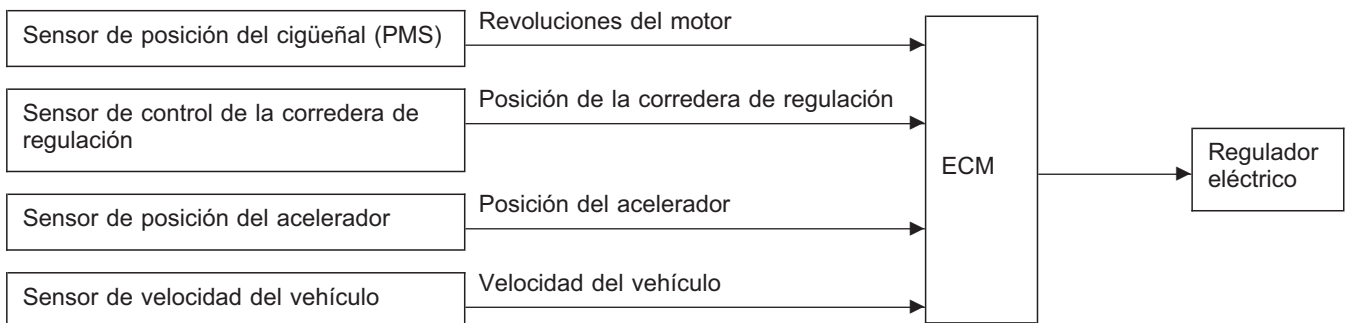 Sensor de posición del cigüeñal (PMS)
Revoluciones del motor
Sensor de control de la corredera de
regulación
Posición de la corredera de regulación
ECM
Regulador
eléctrico
Sensor de posición del acelerador
Posición del acelerador
Sensor de velocidad del vehículo
Velocidad del vehículo